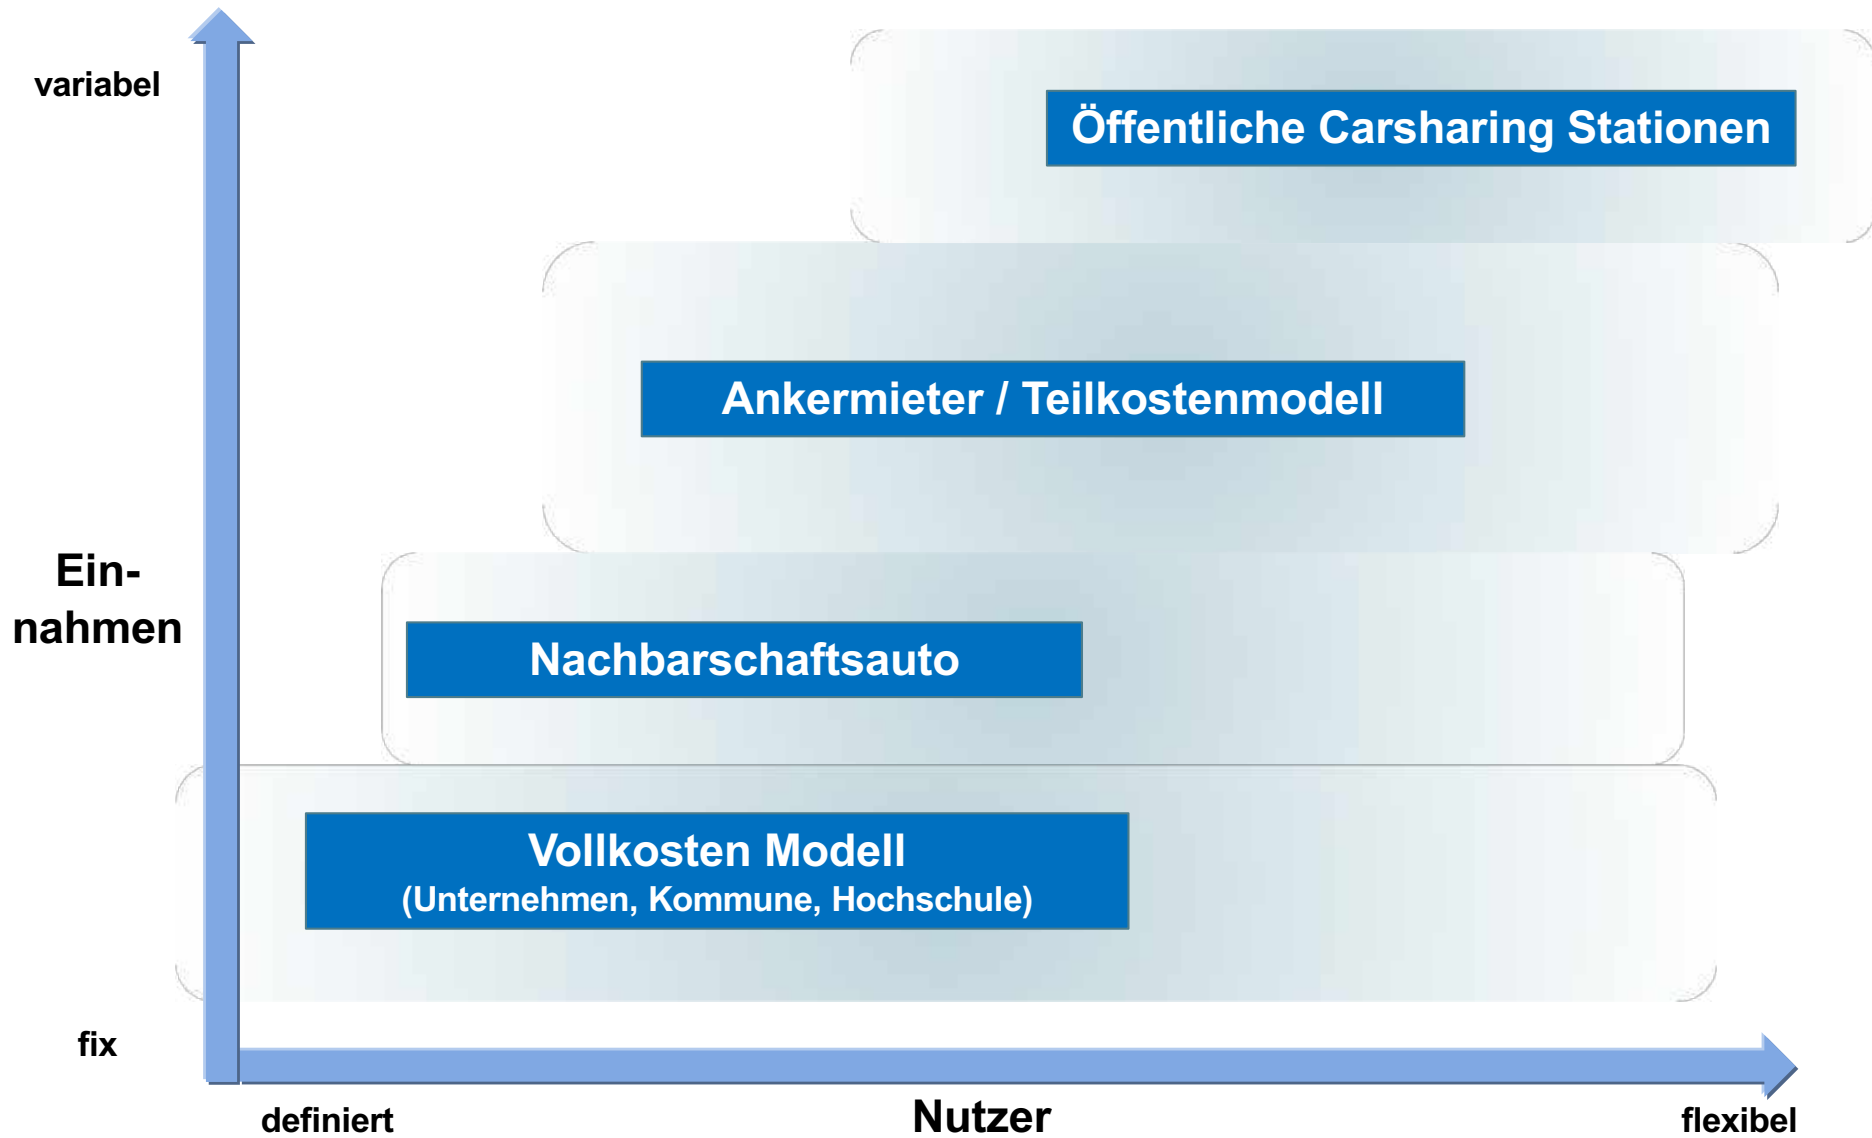 variabel
Öffentliche Carsharing Stationen
Ankermieter / Teilkostenmodell
Ein-
nahmen
Nachbarschaftsauto
Vollkosten Modell
(Unternehmen, Kommune, Hochschule)
fix
definiert
Nutzer
flexibel